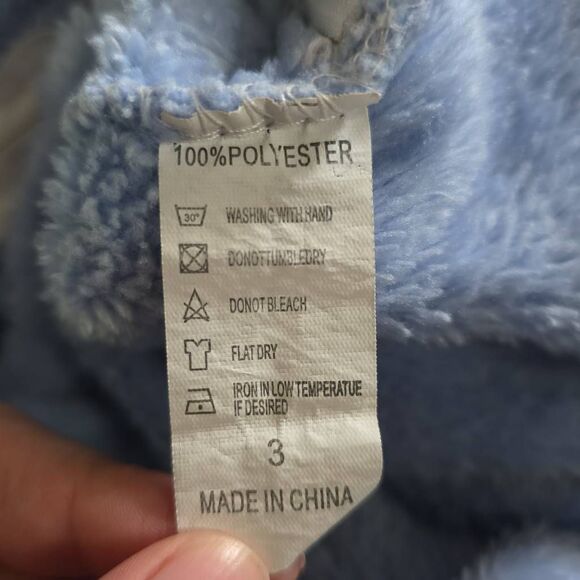 100%POLYESTER
30°
WASHING WITH HAND
DONOTTUMBLEDRY
DONOT BLEACH
FLAT DRY
IRON IN LOW TEMPERATUE
IF DESIRED
3
MADE IN CHINA